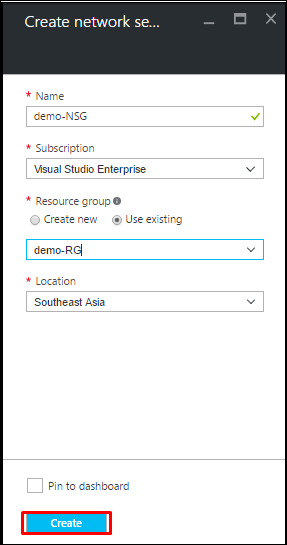 Create network se...
* Name
demo-NSG
* Subscription
Visual Studio Enterprise
* Resource group
Create new Use existing
demo-RG
* Location
Southeast Asia
Pin to dashboard
Create